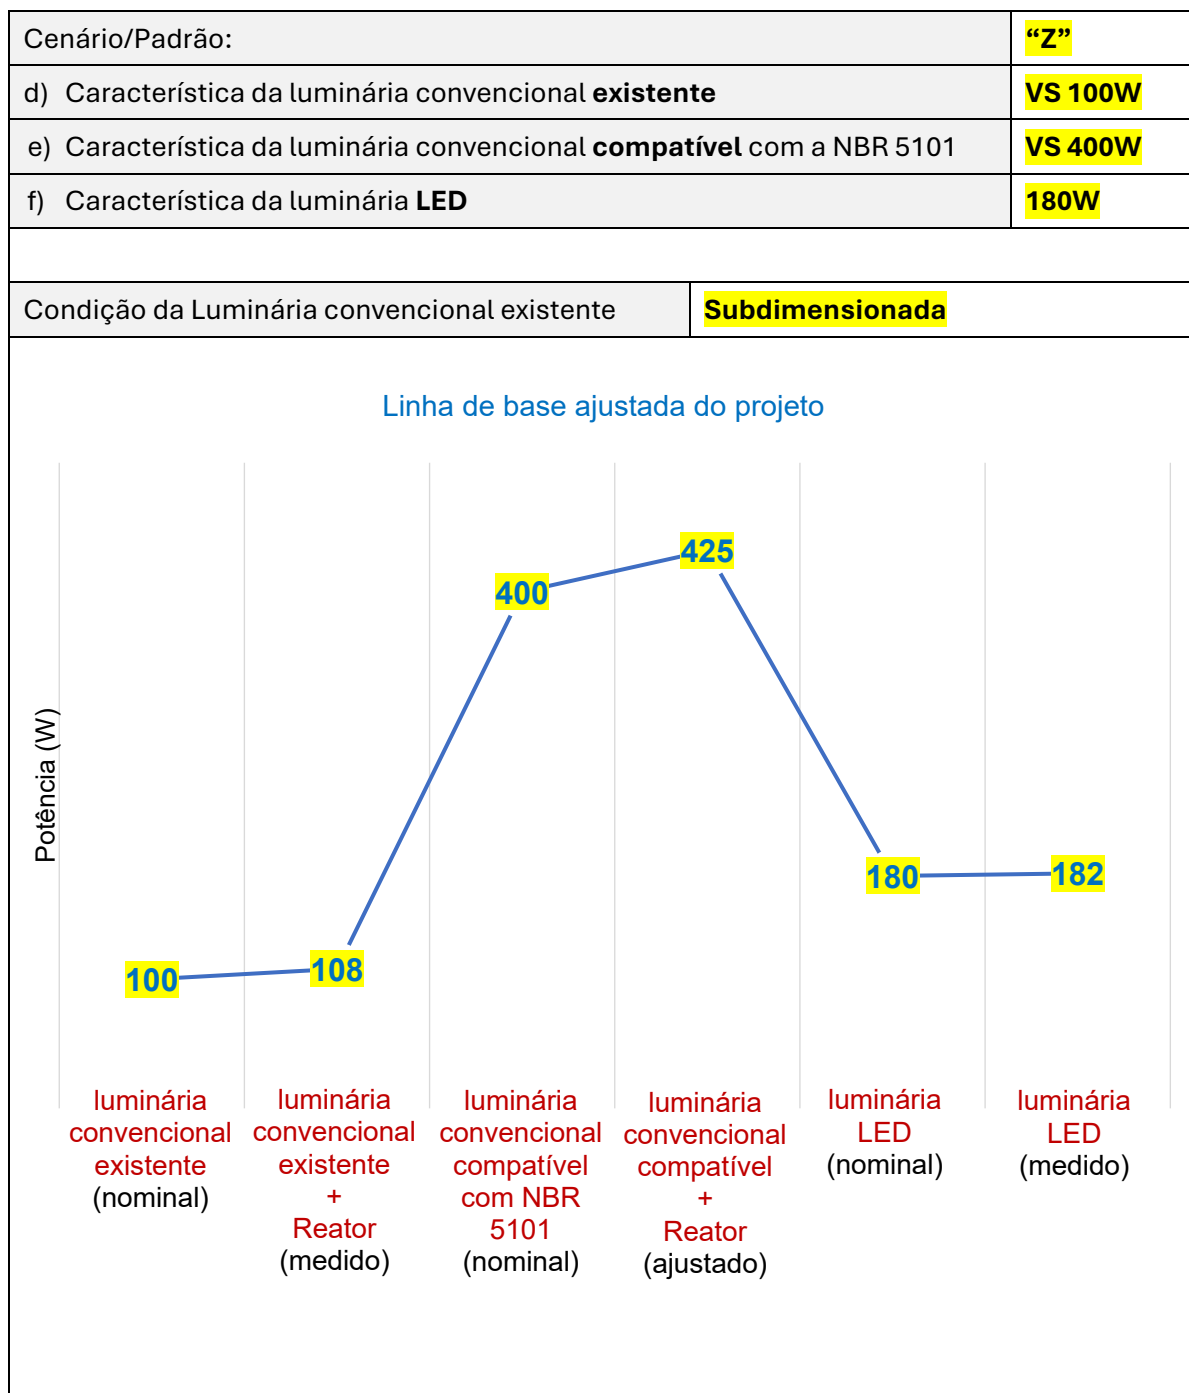 Cenário/Padrão:
“Z”
d) Característica da luminária convencional existente
VS 100W
e) Característica da luminária convencional compatível com a NBR 5101
VS 400W
f) Característica da luminária LED
180W
Condição da Luminária convencional existente
Subdimensionada
Linha de base ajustada do projeto
Potência (W)
100
108
400
425
180
182
luminária
convencional
existente
(nominal)
luminária
convencional
existente
+
Reator
(medido)
luminária
convencional
compatível
com NBR
5101
(nominal)
luminária
convencional
compatível
+
Reator
(ajustado)
luminária
LED
(nominal)
luminária
LED
(medido)